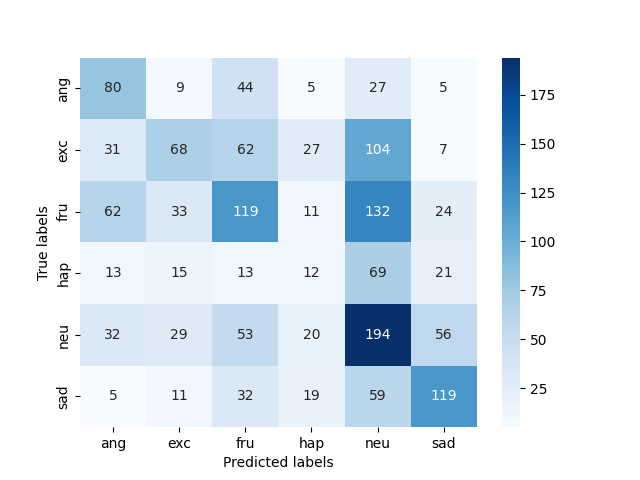 ang 80 9 44 5 27 5
exc 31 68 62 27 104 7
fru 62 33 119 11 132 24
hap 13 15 13 12 69 21
neu 32 29 53 20 194 56
sad 5 11 32 19 59 119
True labels
ang exc fru hap neu sad
Predicted labels
175
150
125
100
75
50
25